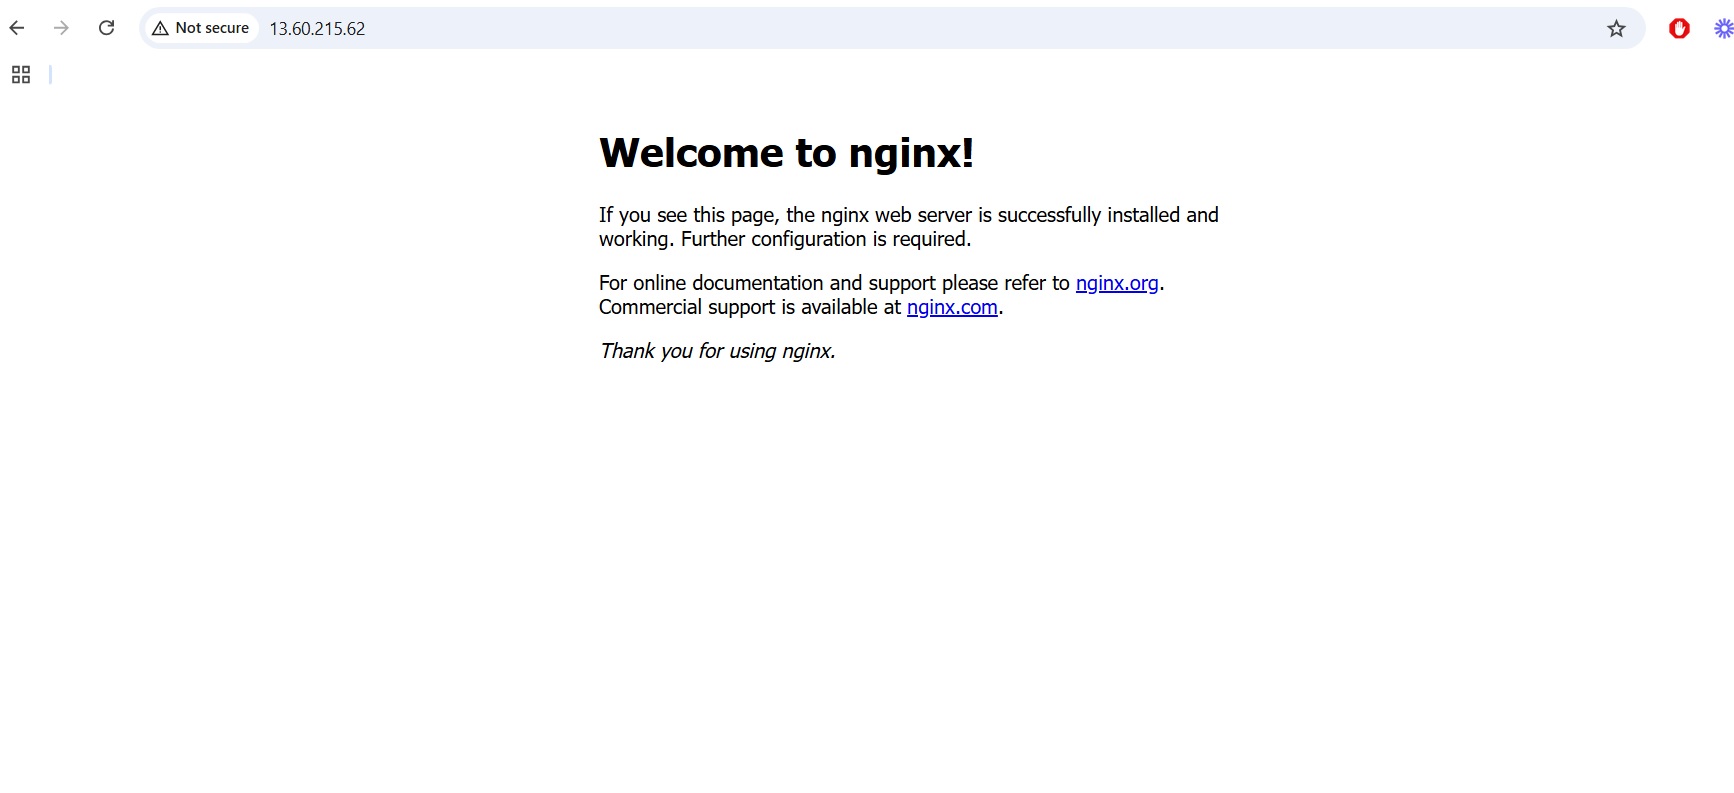 Not secure
13.60.215.62
Welcome to nginx!
If you see this page, the nginx web server is successfully installed and
working. Further configuration is required.
For online documentation and support please refer to nginx.org.
Commercial support is available at nginx.com.
Thank you for using nginx.